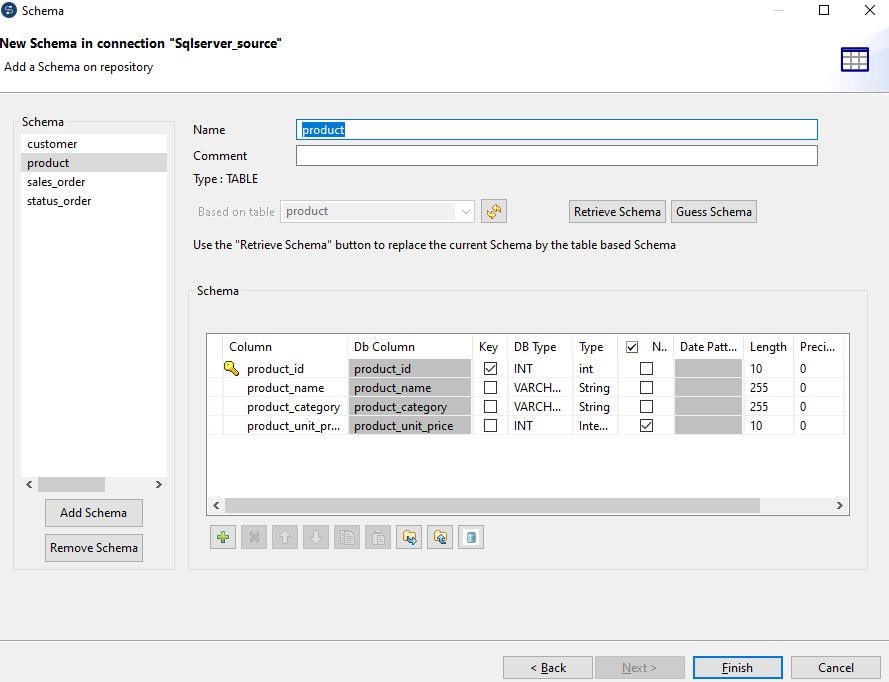 Schema
New Schema in connection "Sqlserver_source"
Add a Schema on repository
Schema
customer
product
sales_order
status_order
Add Schema
Remove Schema
Name product
Comment
Type : TABLE
Based on table product
Retrieve Schema Guess Schema
Use the "Retrieve Schema" button to replace the current Schema by the table based Schema
Schema
Column Db Column Key DB Type Type N.. Date Patt... Length Preci...
product_id product_id INT int 10 0
product_name product_name VARCH... String 255 0
product_category product_category VARCH... String 255 0
product_unit_pr... product_unit_price INT Inte... 10 0
< Back Next > Finish Cancel